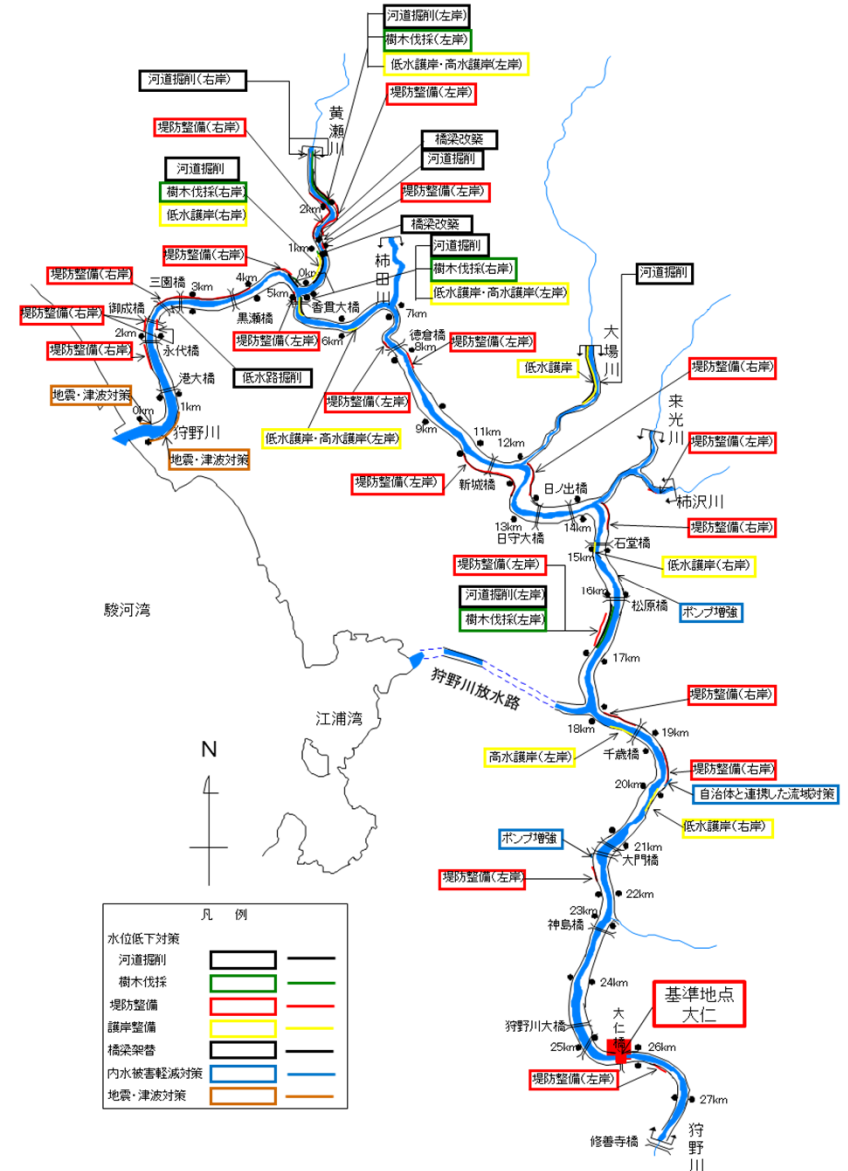 河道掘削(左岸)
樹木伐採(左岸)
低水護岸・高水護岸(左岸)
河道掘削(右岸)
堤防整備(左岸)
黄瀬川
堤防整備(右岸)
橋梁改築
河道掘削
河道掘削
樹木伐採(右岸)
堤防整備(左岸)
2km
低水護岸(右岸)
橋梁改築
柿田川
河道掘削
1km
堤防整備(右岸)
樹木伐採(右岸)
堤防整備(右岸)
0km
河道掘削
低水護岸・高水護岸(左岸)
三園橋
3km
4km
5km
香貫大橋
7km
大場川
御成橋
堤防整備(右岸)
黒瀬橋
堤防整備(左岸)
6km
徳倉橋
8km
堤防整備(左岸)
2km
永代橋
堤防整備(右岸)
低水護岸
堤防整備(右岸)
港大橋
低水路掘削
地震・津波対策
0km
1km
堤防整備(左岸)
来光川
狩野川
9km
11km
12km
低水護岸・高水護岸(左岸)
堤防整備(左岸)
地震・津波対策
堤防整備(左岸)
新城橋
日ノ出橋
柿沢川
13km
日守大橋
14km
堤防整備(右岸)
石堂橋
15km
低水護岸(右岸)
堤防整備(左岸)
河道掘削(左岸)
16km
松原橋
ポンプ増強
駿河湾
樹木伐採(左岸)
17km
狩野川放水路
堤防整備(右岸)
江浦湾
18km
19km
高水護岸(左岸)
千歳橋
堤防整備(右岸)
N
20km
自治体と連携した流域対策
低水護岸(右岸)
ポンプ増強
21km
大門橋
堤防整備(左岸)
22km
23km
神島橋
凡 例
水位低下対策
河道掘削
樹木伐採
堤防整備
護岸整備
橋梁架替
内水被害軽減対策
地震・津波対策
24km
基準地点
大仁
狩野川大橋
大仁橋
25km
26km
堤防整備(左岸)
27km
修善寺橋
狩野川